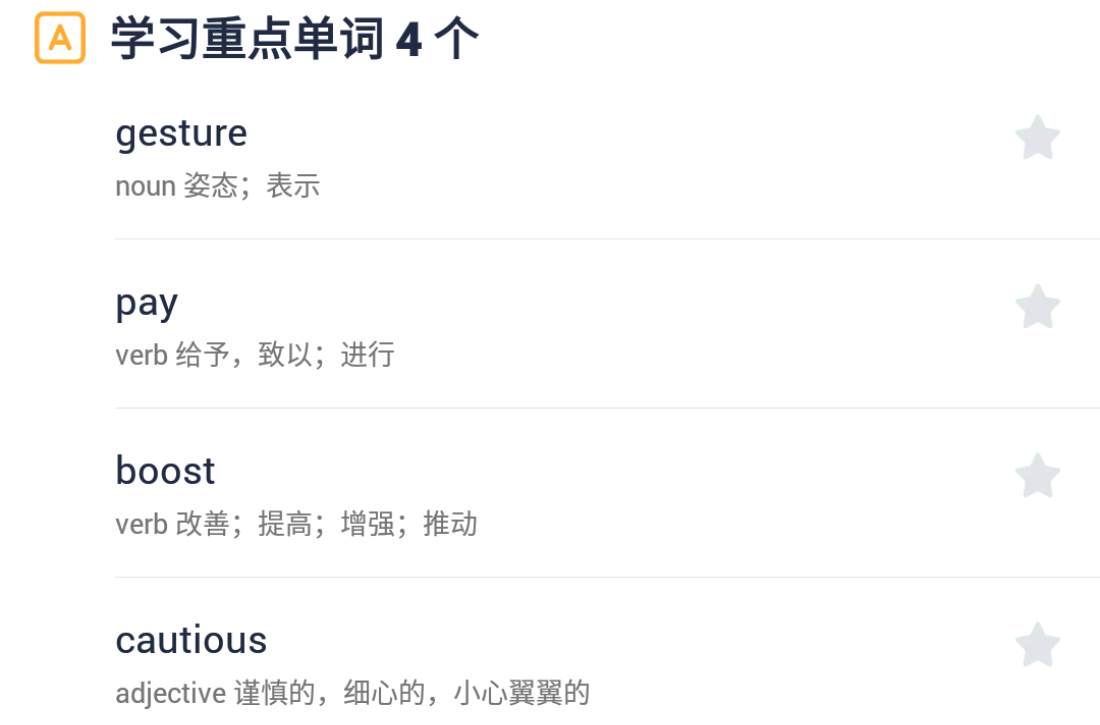 A 学习重点单词 4 个
gesture
noun 姿态；表示
pay
verb 给予，致以；进行
boost
verb 改善；提高；增强；推动
cautious
adjective 谨慎的，细心的，小心翼翼的